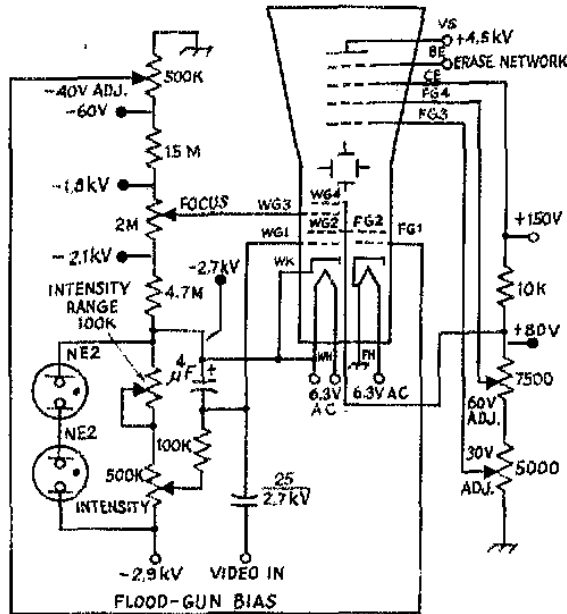 VS
+4,5kV
BE
ERASE NETWORK
CE
FG4
FG3
500K
-40V ADJ.
-60V
1.5 M
-1,8kV
FOCUS
WG3
WG4
2M
WG1
WG2
FG2
FG1
-2,1kV
WK
-2.7kV
+150V
INTENSITY
RANGE
100K
4.7M
10K
NE2
4
µF
+
WH
FH
+80V
6.3V
AC
6.3V AC
7500
60V
ADJ.
NE2
100K
30V
ADJ.
5000
500K
INTENSITY
25
2,7kV
-2,9kV
VIDEO IN
FLOOD-GUN BIAS